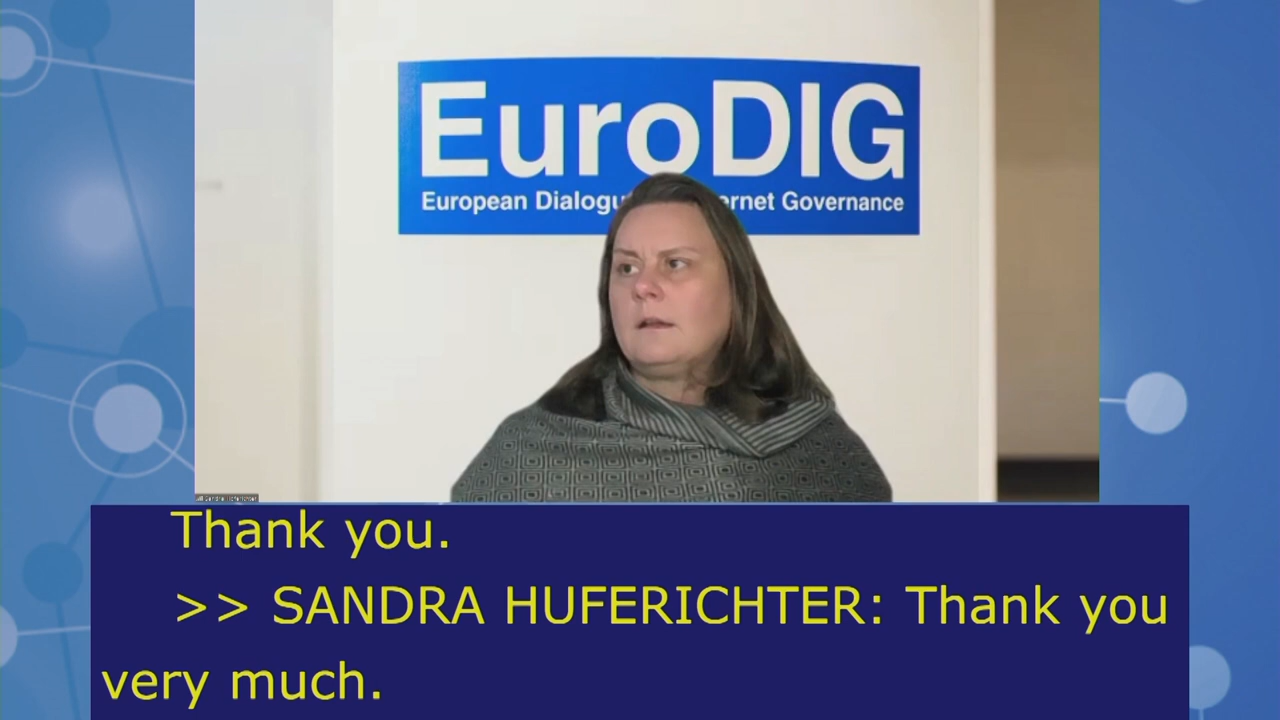 EuroDIG
European Dialogu ernet Governance
Thank you.
>> SANDRA HUFERICHTER: Thank you
very much.